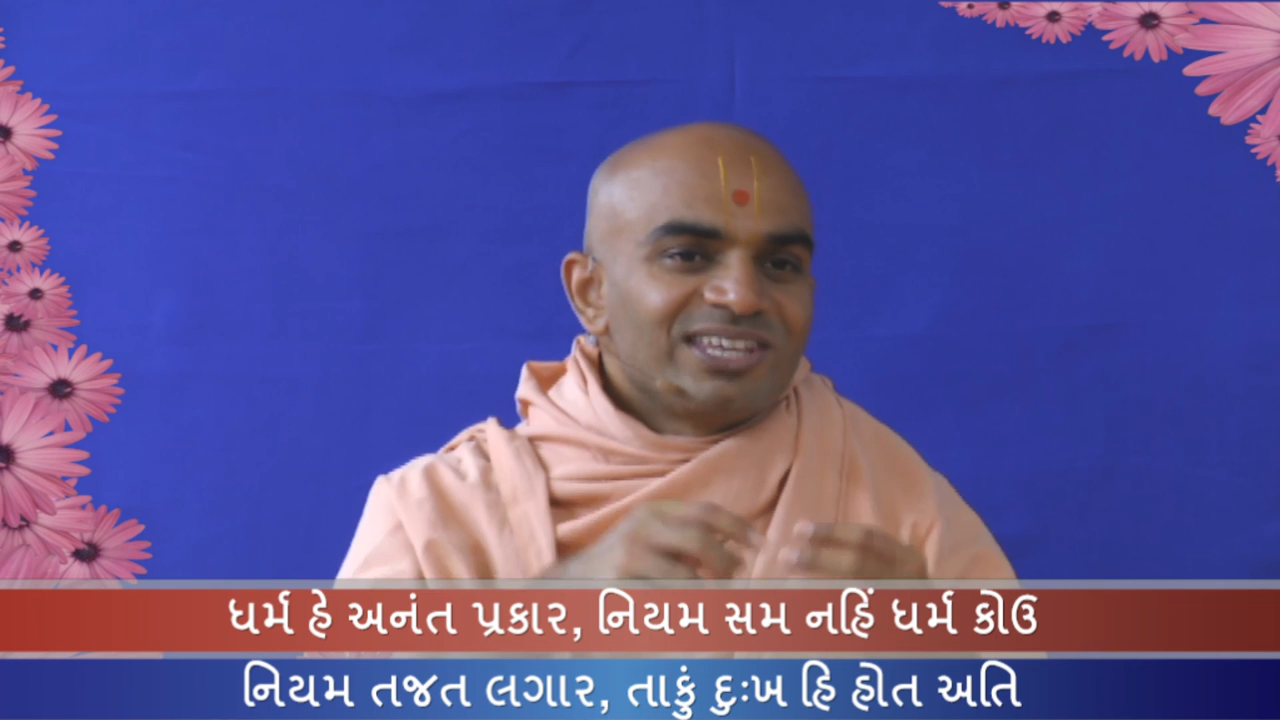 ધર્મ હે અનંત પ્રકાર, નિયમ સમ નહિં ધર્મ કોઉ
નિયમ તજત લગાર, તાકું દુઃખ હિ હોત અતિ